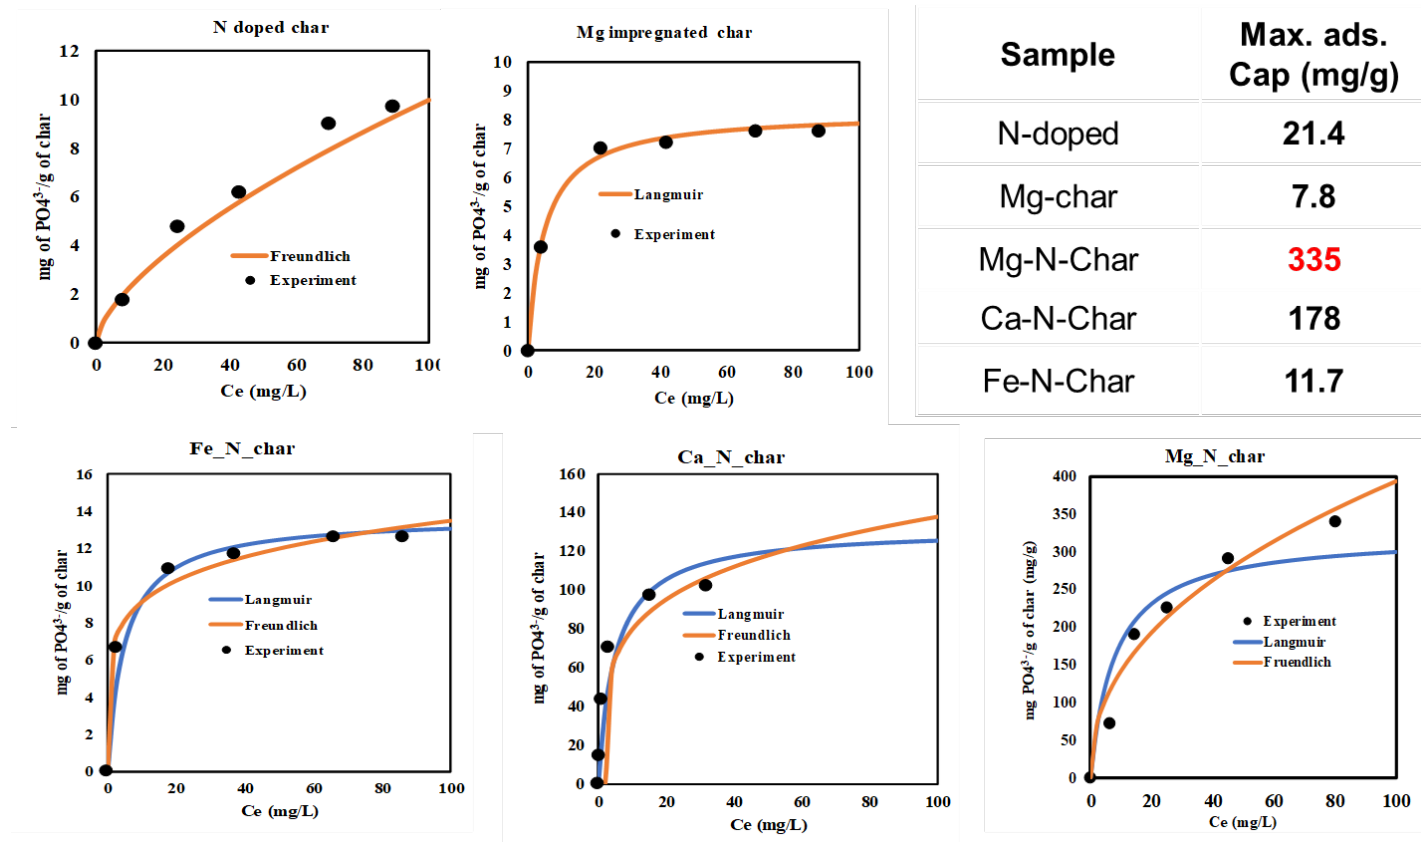 N doped char
12
10
8
6
4
2
0
mg of PO4³⁻/g of char
0 20 40 60 80 100
Ce (mg/L)
Freundlich
Experiment
Mg impregnated char
10
9
8
7
6
5
4
3
2
1
0
mg of PO4³⁻/g of char
0 20 40 60 80 100
Ce (mg/L)
Langmuir
Experiment
Sample Max. ads. Cap (mg/g)
N-doped 21.4
Mg-char 7.8
Mg-N-Char 335
Ca-N-Char 178
Fe-N-Char 11.7
Fe_N_char
16
14
12
10
8
6
4
2
0
mg of PO4³⁻/g of char
0 20 40 60 80 100
Ce (mg/L)
Langmuir
Freundlich
Experiment
Ca_N_char
160
140
120
100
80
60
40
20
0
mg of PO4³⁻/g of char
0 20 40 60 80 100
Ce (mg/L)
Langmuir
Freundlich
Experiment
Mg_N_char
400
350
300
250
200
150
100
50
0
mg PO4³⁻/g of char (mg/g)
0 20 40 60 80 100
Ce (mg/L)
Experiment
Langmuir
Fruendlich